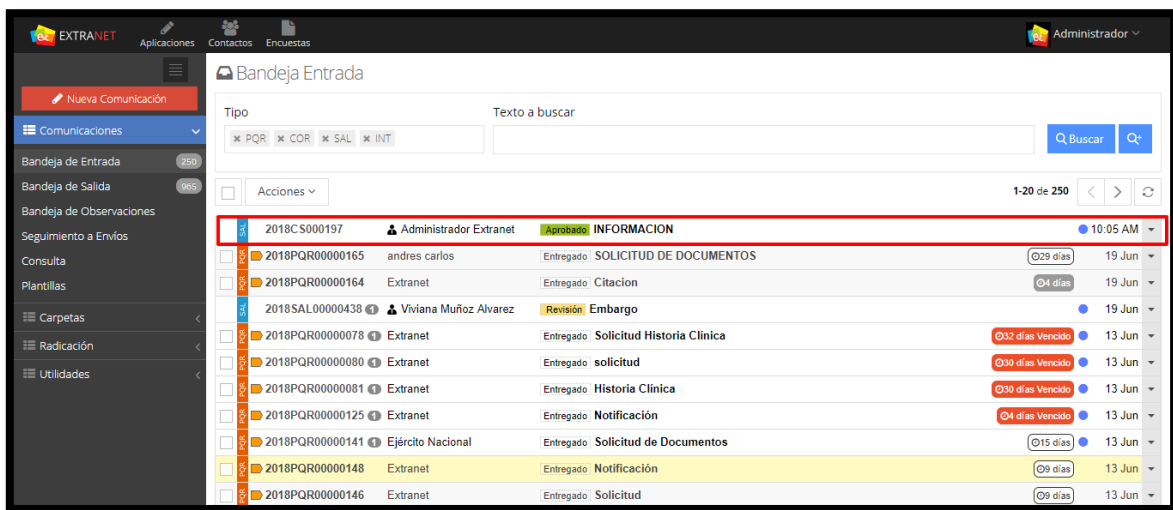 EXTRANET Aplicaciones Contactos Encuestas Administrador
Bandeja Entrada
Nueva Comunicación
Tipo Texto a buscar
Comunicaciones
× PQR × COR × SAL × INT Buscar
Bandeja de Entrada 250
Bandeja de Salida 965
Acciones 1-20 de 250
Bandeja de Observaciones
Seguimiento a Envíos
Consulta
Plantillas
Carpetas
Radicación
Utilidades
SAL 2018CS000197 Administrador Extranet Aprobado INFORMACION 10:05 AM
PQR 2018PQR00000165 andres carlos Entregado SOLICITUD DE DOCUMENTOS 29 días 19 Jun
PQR 2018PQR00000164 Extranet Entregado Citacion 4 días 19 Jun
SAL 2018SAL00000438 1 Viviana Muñoz Alvarez Revisión Embargo 19 Jun
PQR 2018PQR00000078 1 Extranet Entregado Solicitud Historia Clínica 32 días Vencido 13 Jun
PQR 2018PQR00000080 1 Extranet Entregado solicitud 30 días Vencido 13 Jun
PQR 2018PQR00000081 1 Extranet Entregado Historia Clínica 30 días Vencido 13 Jun
PQR 2018PQR00000125 1 Extranet Entregado Notificación 4 días Vencido 13 Jun
PQR 2018PQR00000141 1 Ejército Nacional Entregado Solicitud de Documentos 15 días 13 Jun
PQR 2018PQR00000148 Extranet Entregado Notificación 9 días 13 Jun
PQR 2018PQR00000146 Extranet Entregado Solicitud 9 días 13 Jun